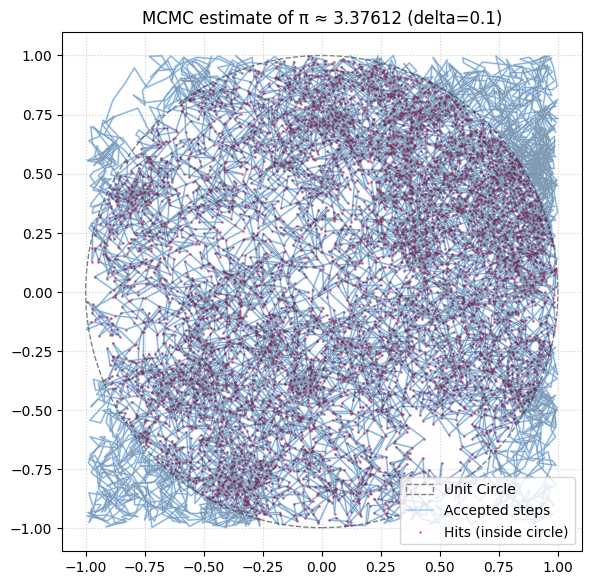 MCMC estimate of π ≈ 3.37612 (delta=0.1)
1.00
0.75
0.50
0.25
0.00
−0.25
−0.50
−0.75
−1.00
Unit Circle
Accepted steps
Hits (inside circle)
−1.00 −0.75 −0.50 −0.25 0.00 0.25 0.50 0.75 1.00